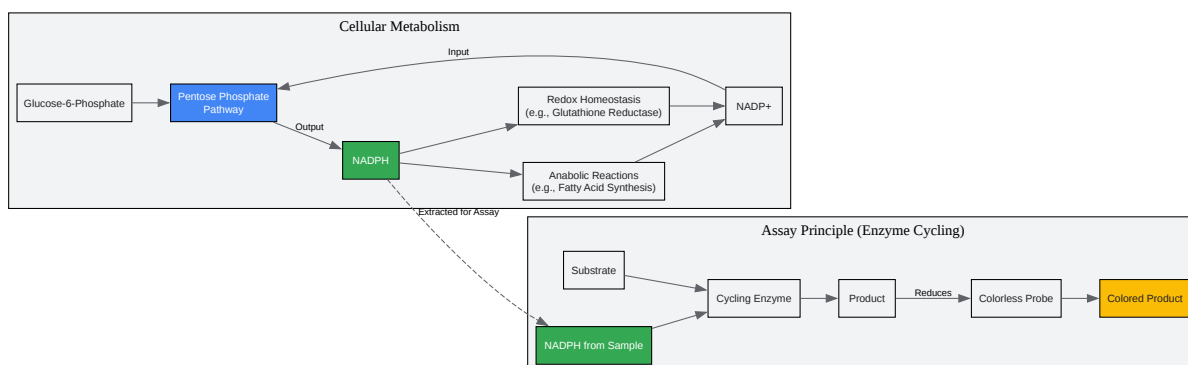 Cellular Metabolism
Input
Glucose-6-Phosphate
Pentose Phosphate
Pathway
Output
NADPH
Redox Homeostasis
(e.g., Glutathione Reductase)
NADP+
Anabolic Reactions
(e.g., Fatty Acid Synthesis)
Extracted for Assay
Assay Principle (Enzyme Cycling)
Substrate
NADPH from Sample
Cycling Enzyme
Product
Reduces
Colorless Probe
Colored Product